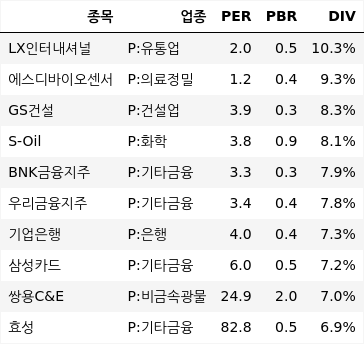 종목 업종 PER PBR DIV
LX인터내셔널 P:유통업 2.0 0.5 10.3%
에스디바이오센서 P:의료정밀 1.2 0.4 9.3%
GS건설 P:건설업 3.9 0.3 8.3%
S-Oil P:화학 3.8 0.9 8.1%
BNK금융지주 P:기타금융 3.3 0.3 7.9%
우리금융지주 P:기타금융 3.4 0.4 7.8%
기업은행 P:은행 4.0 0.4 7.3%
삼성카드 P:기타금융 6.0 0.5 7.2%
쌍용C&E P:비금속광물 24.9 2.0 7.0%
효성 P:기타금융 82.8 0.5 6.9%